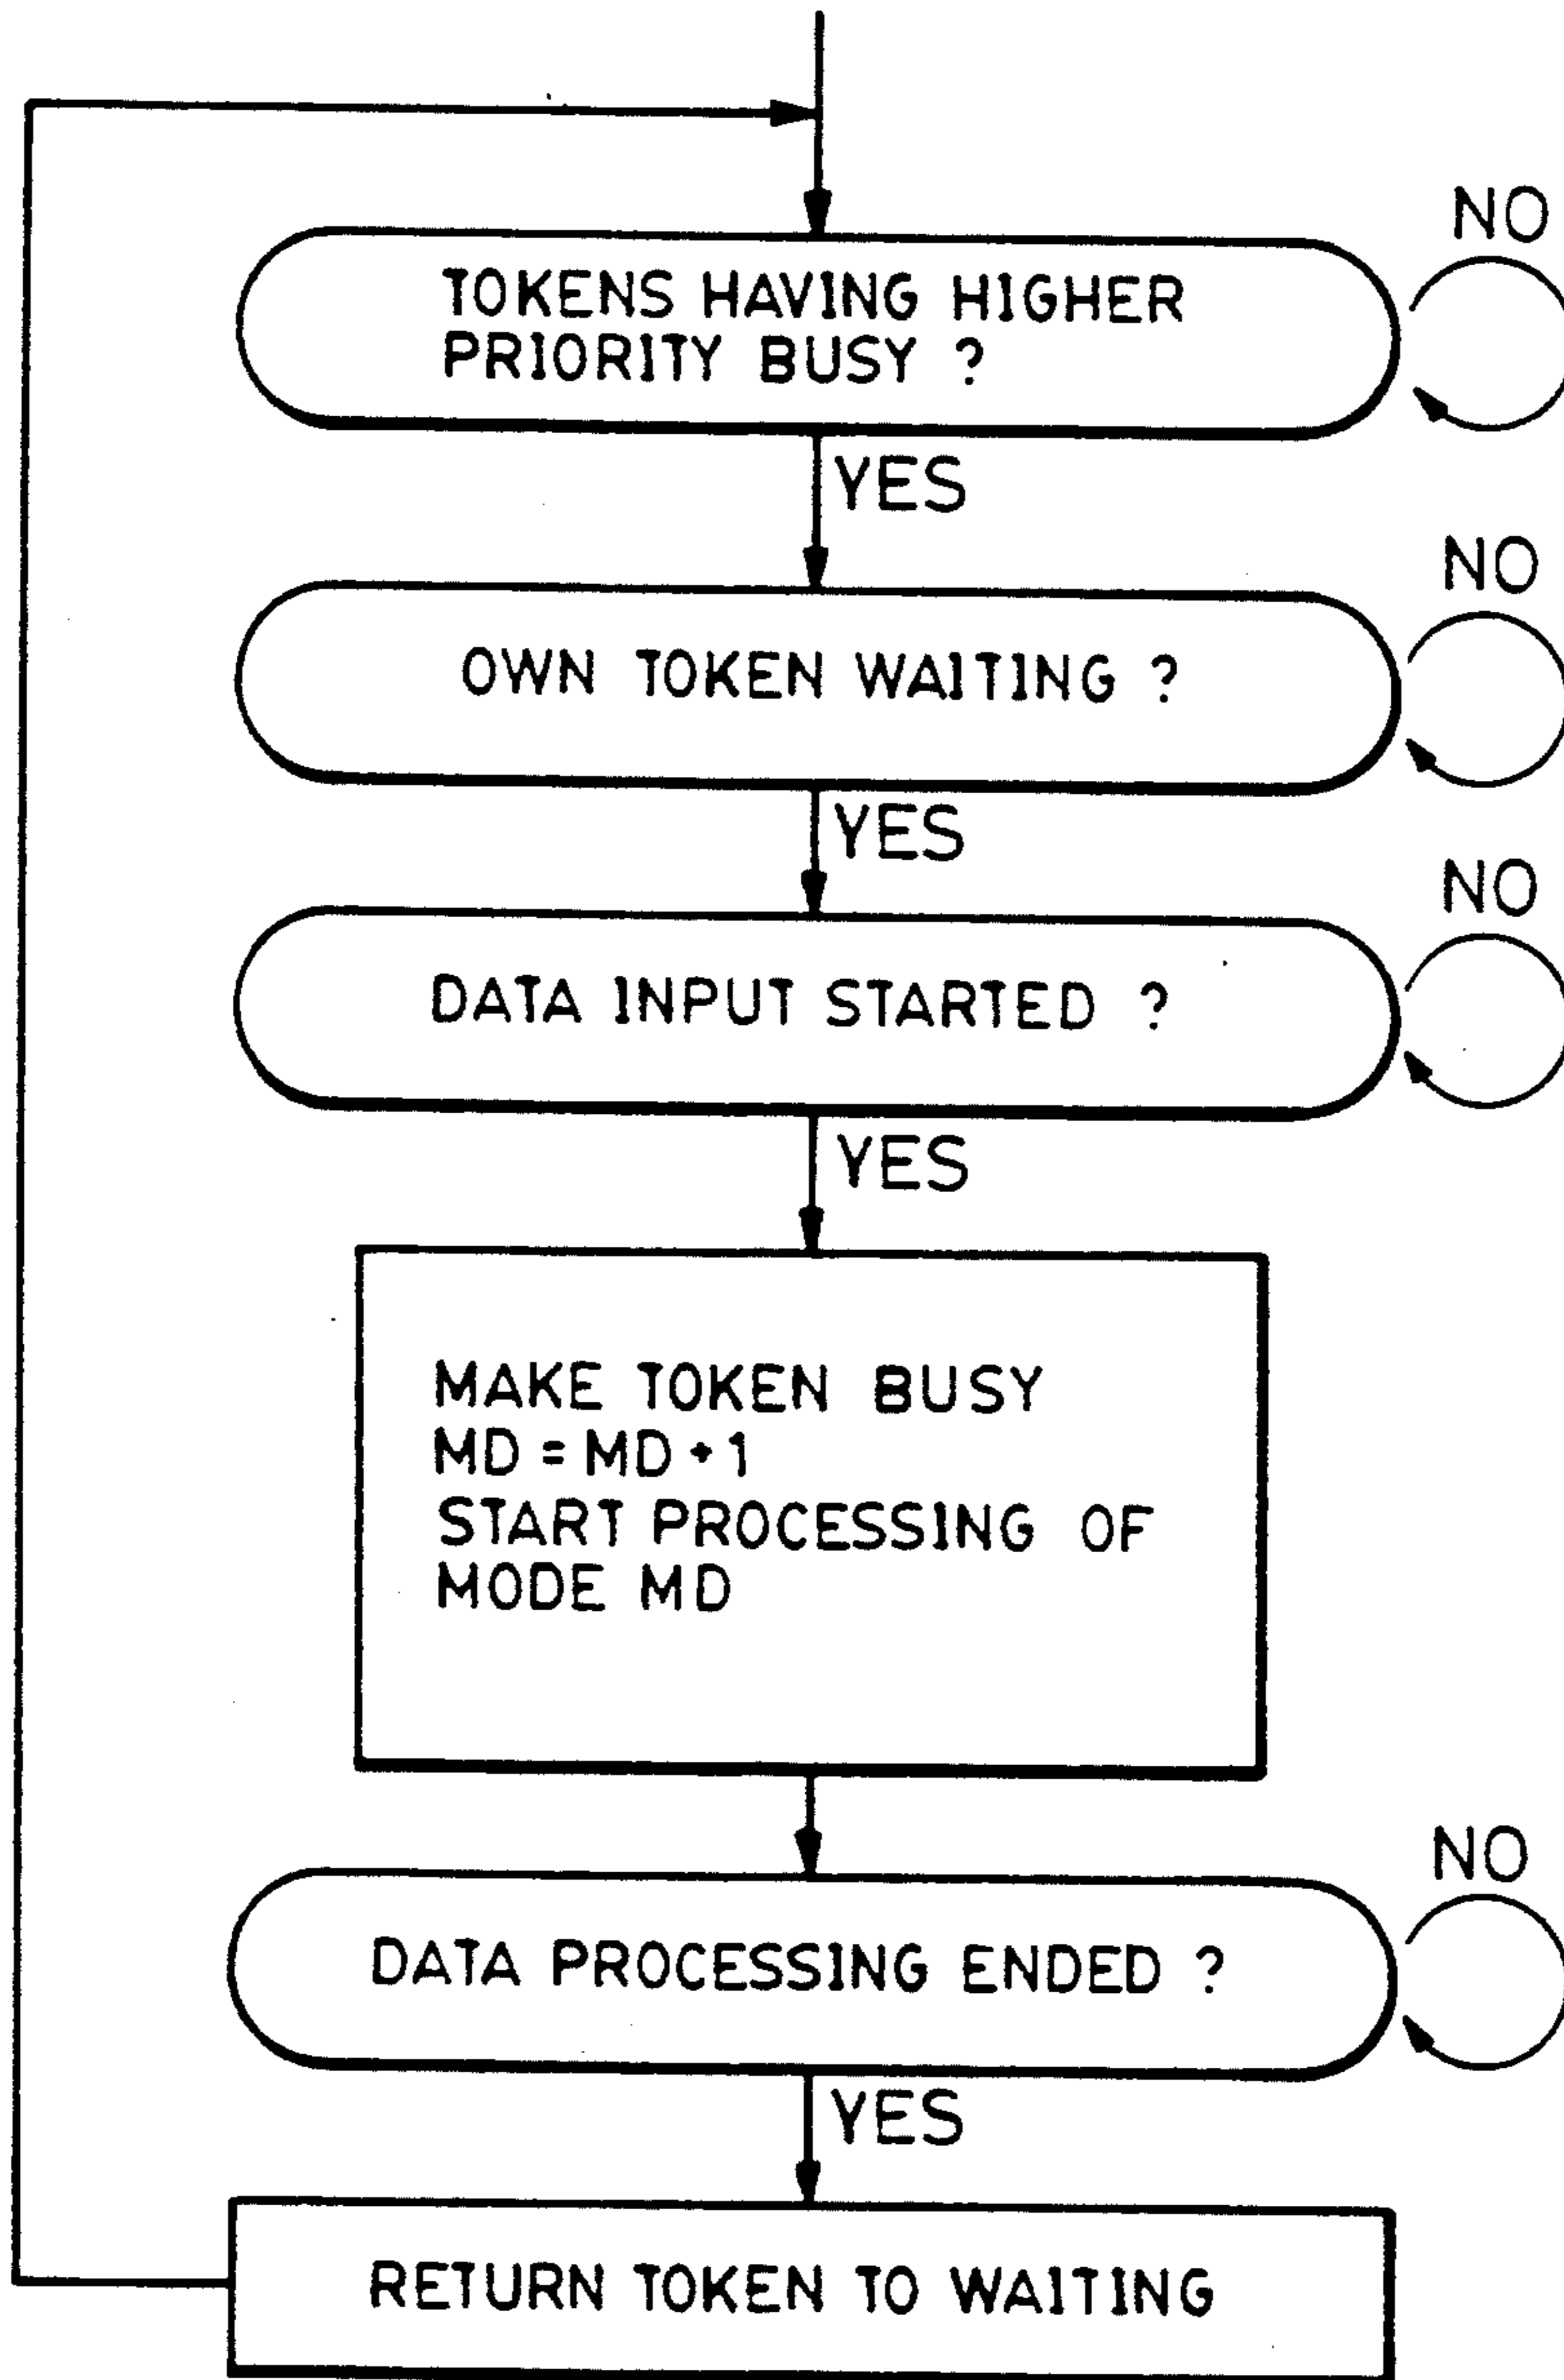 NO
TOKENS HAVING HIGHER
PRIORITY BUSY ?
YES
NO
OWN TOKEN WAITING ?
YES
NO
DATA INPUT STARTED ?
YES
MAKE TOKEN BUSY
MD = MD + 1
START PROCESSING OF
MODE MD
NO
DATA PROCESSING ENDED ?
YES
RETURN TOKEN TO WAITING